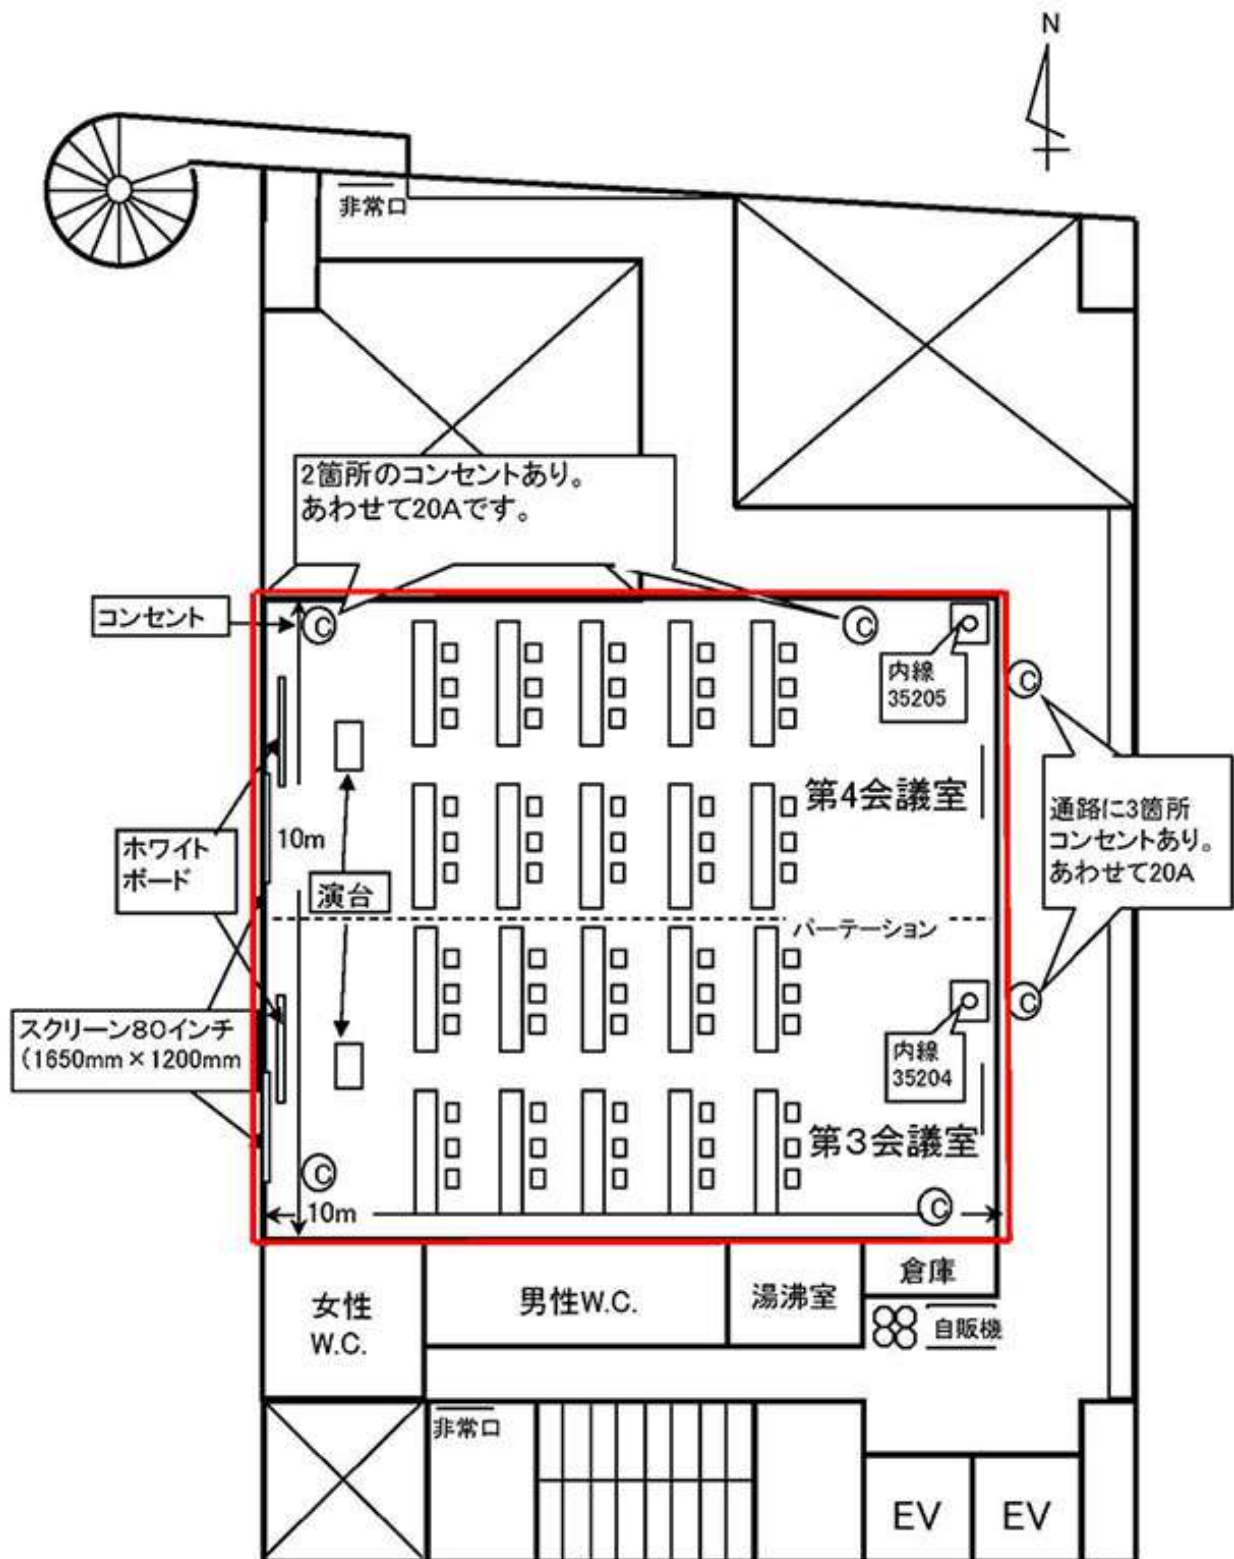 N
非常口
2箇所のコンセントあり。
あわせて20Aです。
コンセント
C
C
内線
35205
C
第4会議室
通路に3箇所
コンセントあり。
あわせて20A
10m
ホワイト
ボード
演台
パーテーション
C
スクリーン80インチ
(1650mm×1200mm
内線
35204
第3会議室
C
C
10m
女性
W.C.
男性W.C.
湯沸室
倉庫
自販機
非常口
EV
EV